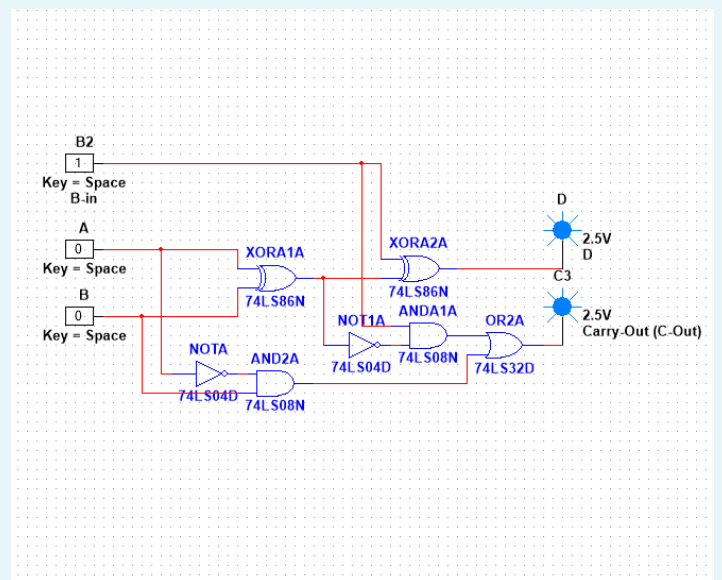 B2
1
Key = Space
B-in
A
0
Key = Space
B
0
Key = Space
XORA1A
74LS86N
XORA2A
74LS86N
NOT1A
74LS04D
ANDA1A
74LS08N
OR2A
74LS32D
NOTA
74LS04D
AND2A
74LS08N
D
2.5V
D
C3
2.5V
Carry-Out (C-Out)